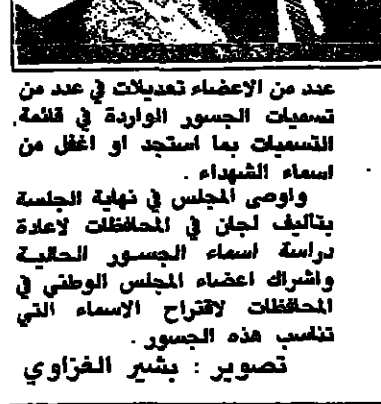 عدد من الاعضاء تعديلات في عدد من
تسميات الجسور الواردة في قائمة
التسميات بما استجد او اغفل من
اسماء الشهداء .
واوصى المجلس في نهاية الجلسة
بتأليف لجان في المحافظات لاعادة
دراسة اسماء الجسور الحالية
واشراك اعضاء المجلس الوطني في
المحافظات لاقتراح الاسماء التي
تناسب هذه الجسور .
تصوير : بشير الغزاوي